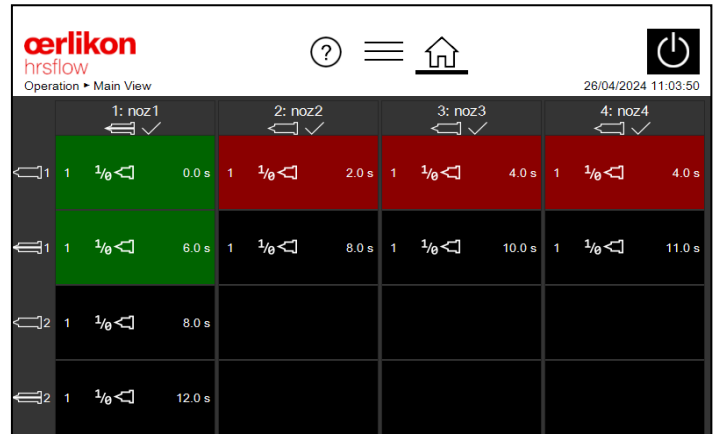 œrlikon
hrsflow
?
Operation ▸ Main View
26/04/2024 11:03:50
1: noz1 2: noz2 3: noz3 4: noz4
1 1 1/0 0.0 s 1 1/0 2.0 s 1 1/0 4.0 s 1 1/0 4.0 s
1 1 1/0 6.0 s 1 1/0 8.0 s 1 1/0 10.0 s 1 1/0 11.0 s
2 1 1/0 8.0 s
2 1 1/0 12.0 s